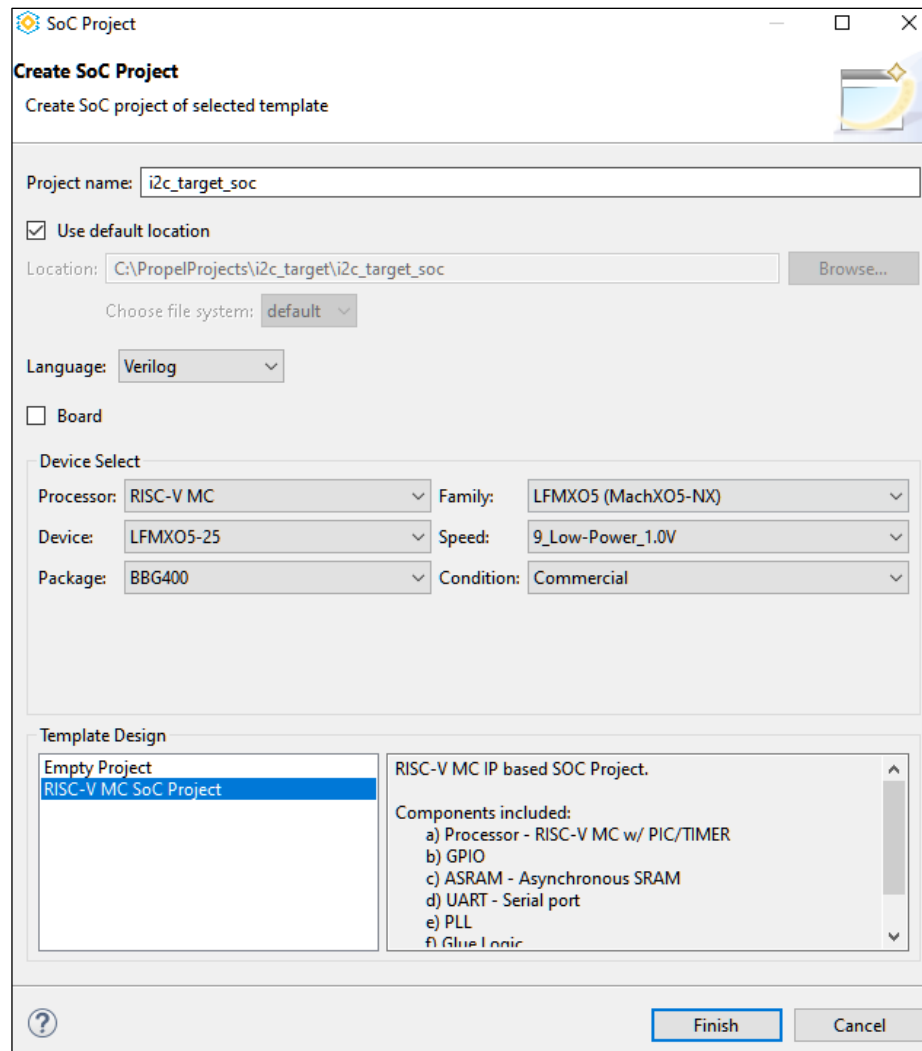 SoC Project
Create SoC Project
Create SoC project of selected template
Project name: i2c_target_soc
Use default location
Location: C:\PropelProjects\i2c_target\i2c_target_soc Browse...
Choose file system: default
Language: Verilog
Board
Device Select
Processor: RISC-V MC Family: LFMXO5 (MachXO5-NX)
Device: LFMXO5-25 Speed: 9_Low-Power_1.0V
Package: BBG400 Condition: Commercial
Template Design
Empty Project
RISC-V MC SoC Project
RISC-V MC IP based SOC Project.
Components included:
a) Processor - RISC-V MC w/ PIC/TIMER
b) GPIO
c) ASRAM - Asynchronous SRAM
d) UART - Serial port
e) PLL
f) Glue Logic
? Finish Cancel